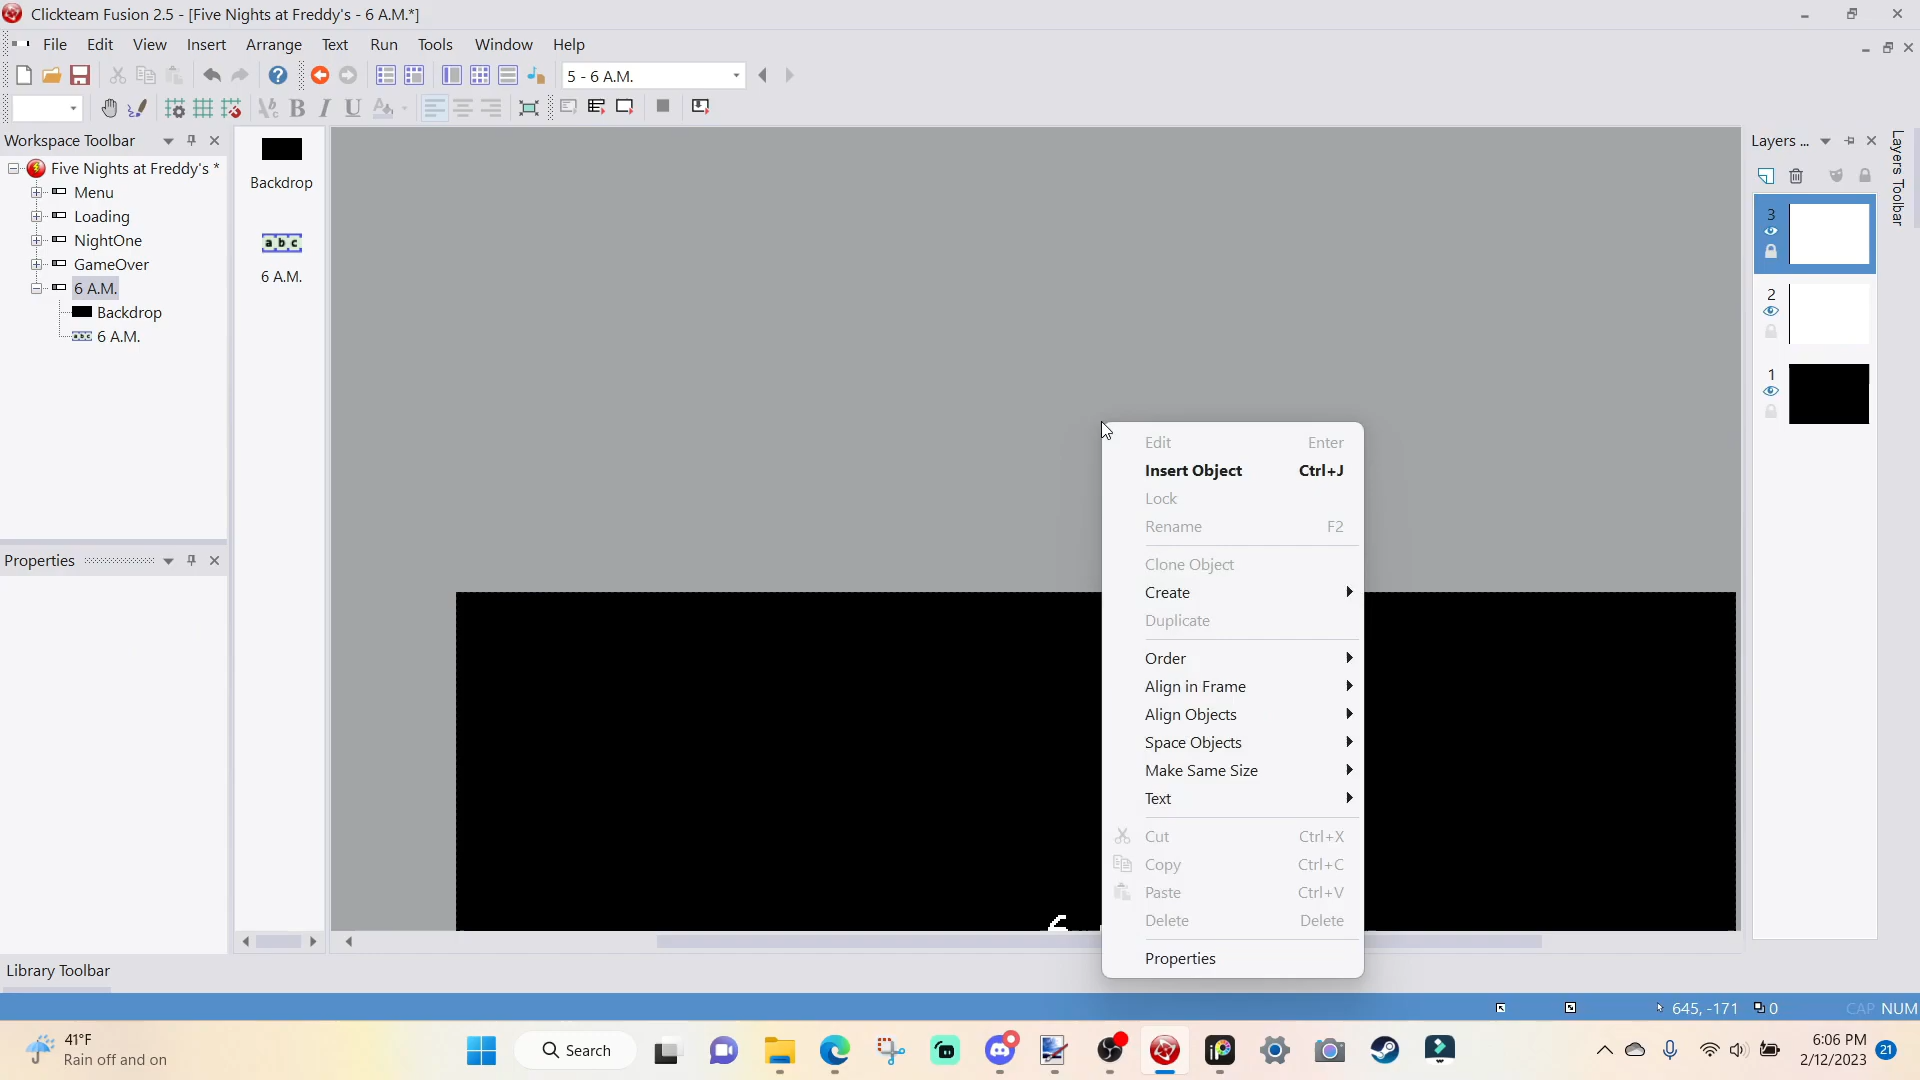 Clickteam Fusion 2.5 - [Five Nights at Freddy's - 6 A.M.*]
File Edit View Insert Arrange Text Run Tools Window Help
5 - 6 A.M.
Workspace Toolbar
Five Nights at Freddy's *
Menu
Loading
NightOne
GameOver
6 A.M.
Backdrop
6 A.M.
Properties
Library Toolbar
Backdrop
abc
6 A.M.
Edit Enter
Insert Object Ctrl+J
Lock
Rename F2
Clone Object
Create
Duplicate
Order
Align in Frame
Align Objects
Space Objects
Make Same Size
Text
Cut Ctrl+X
Copy Ctrl+C
Paste Ctrl+V
Delete Delete
Properties
Layers ...
Layers Toolbar
3
2
1
645, -171 0 CAP NUM
41°F
Rain off and on
Search
6:06 PM
2/12/2023
21